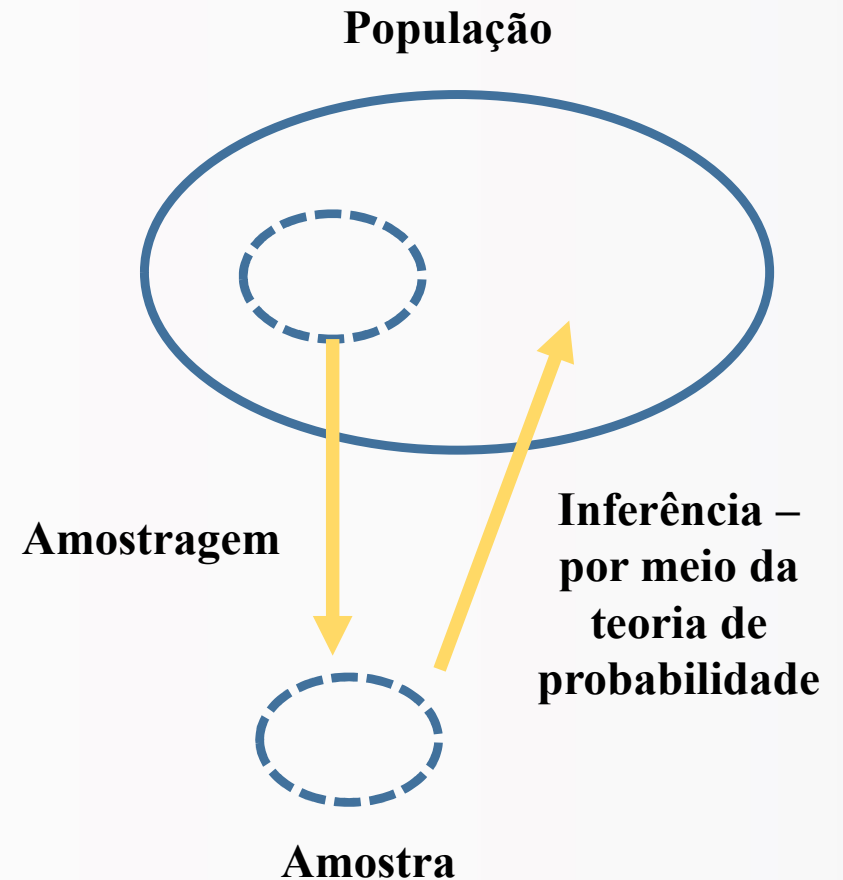 População
Amostragem
Inferência –
por meio da
teoria de
probabilidade
Amostra